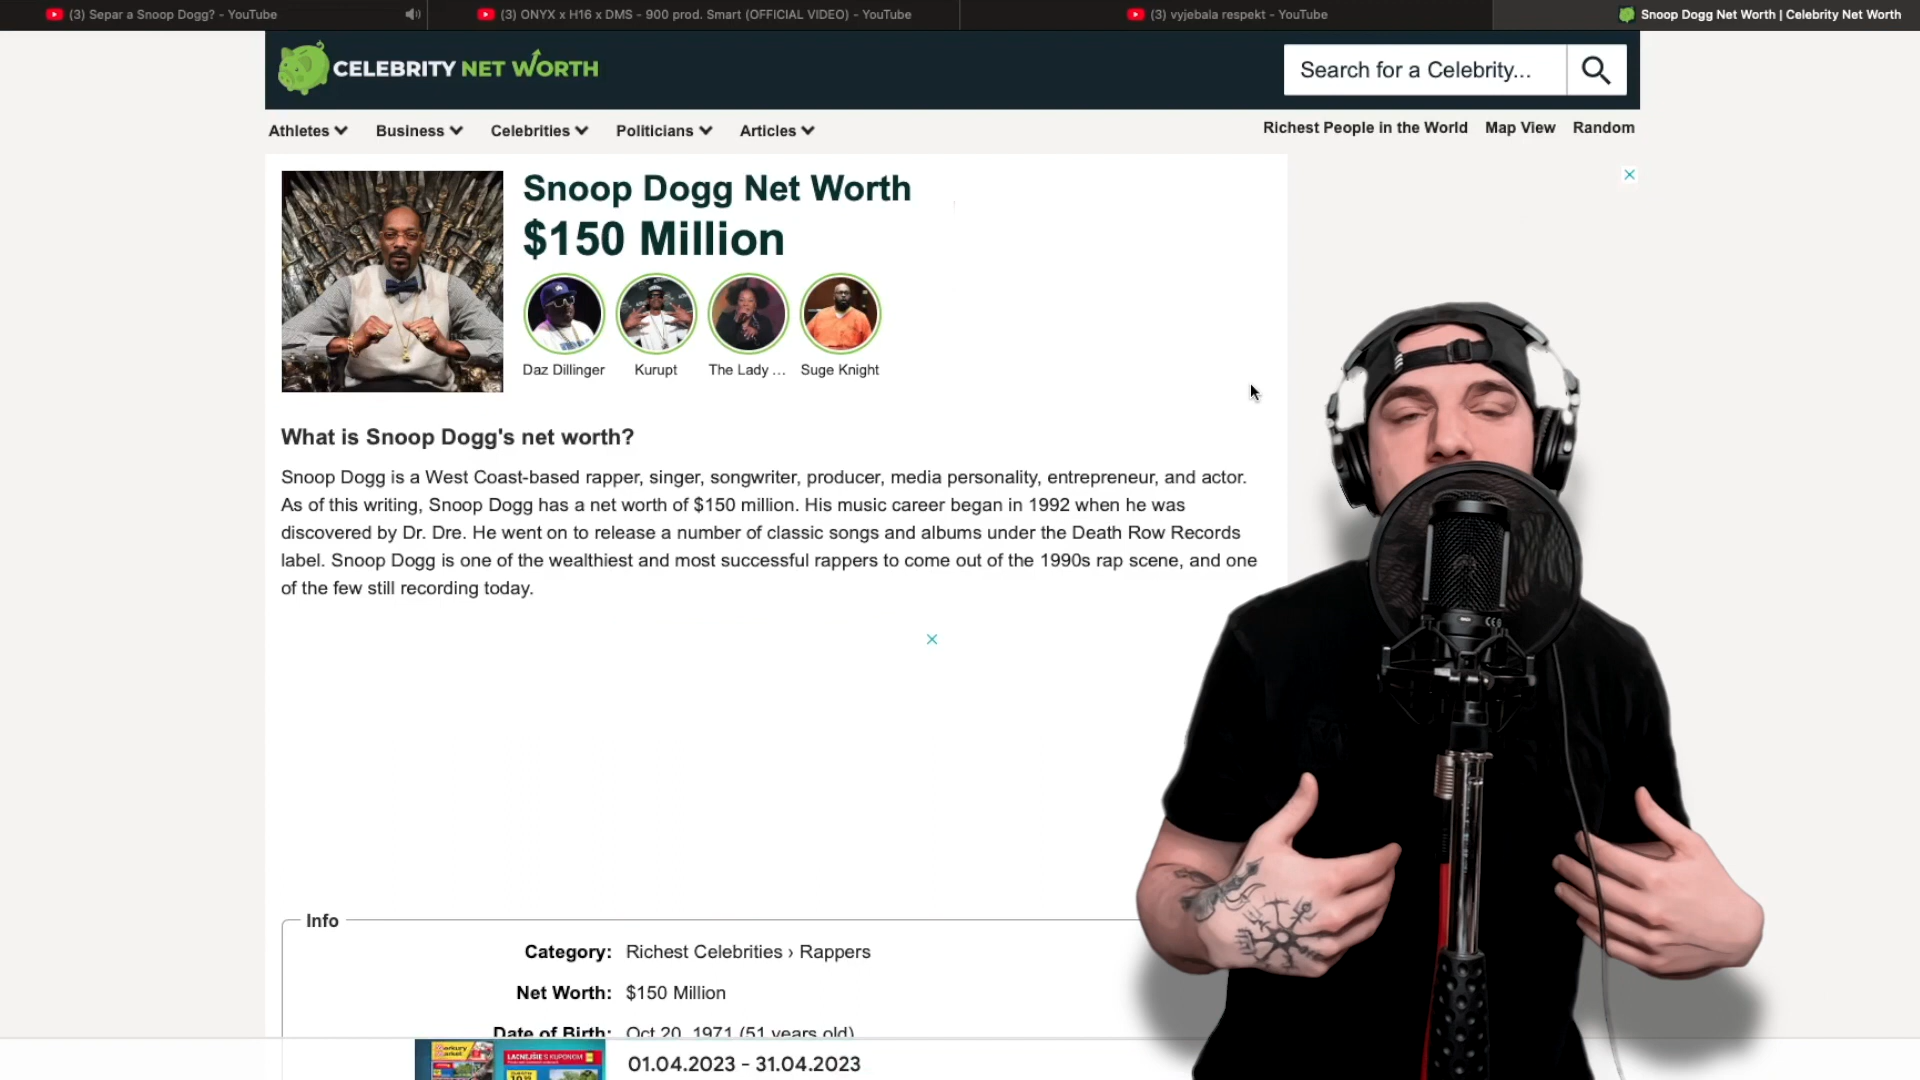 (3) Separ a Snoop Dogg? - YouTube
(3) ONYX x H16 x DMS - 900 prod. Smart (OFFICIAL VIDEO) - YouTube
(3) vyjebala respekt - YouTube
Snoop Dogg Net Worth | Celebrity Net Worth
CELEBRITY NET WORTH
Search for a Celebrity...
Athletes Business Celebrities Politicians Articles
Richest People in the World Map View Random
Snoop Dogg Net Worth
$150 Million
Daz Dillinger Kurupt The Lady ... Suge Knight
What is Snoop Dogg's net worth?
Snoop Dogg is a West Coast-based rapper, singer, songwriter, producer, media personality, entrepreneur, and actor.
As of this writing, Snoop Dogg has a net worth of $150 million. His music career began in 1992 when he was
discovered by Dr. Dre. He went on to release a number of classic songs and albums under the Death Row Records
label. Snoop Dogg is one of the wealthiest and most successful rappers to come out of the 1990s rap scene, and one
of the few still recording today.
Info
Category: Richest Celebrities › Rappers
Net Worth: $150 Million
Date of Birth: Oct 20, 1971 (51 years old)
LACNEJŠIE S KUPÓNOM
01.04.2023 - 31.04.2023
CE